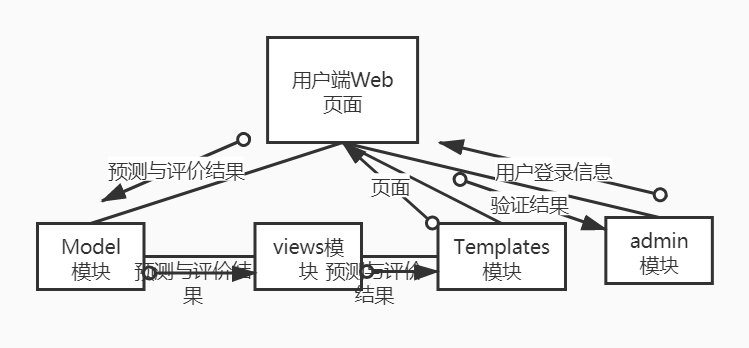 用户端Web
页面
预测与评价结果
用户登录信息
页面
验证结果
Model
模块
views模
块
Templates
模块
admin
模块
预测与评价结
果
预测与评价
结果